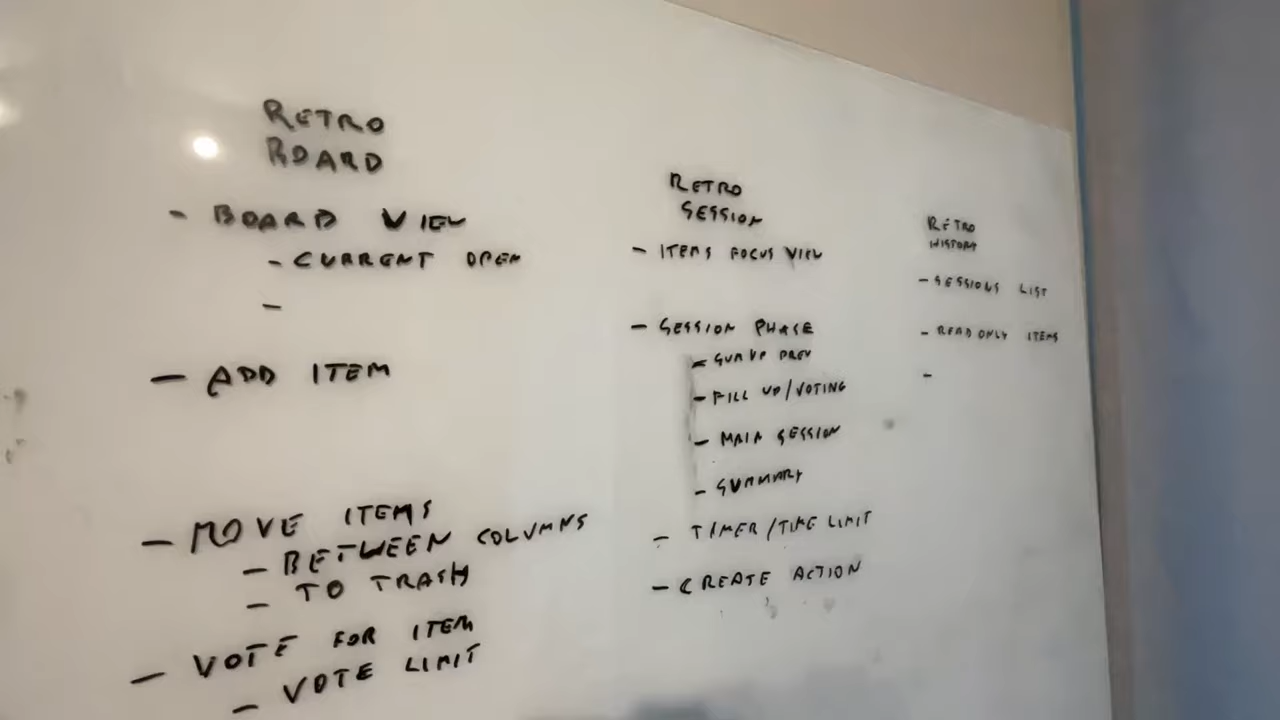 RETRO
BOARD
- BOARD VIEW
- CURRENT OPEN
-
- ADD ITEM
- MOVE ITEMS
- BETWEEN COLUMNS
- TO TRASH
- VOTE FOR ITEM
- VOTE LIMIT
RETRO
SESSION
- ITEMS FOCUS VIEW
- SESSION PHASE
- PREV
- FILL UP/VOTING
- MAIN SESSION
- SUMMARY
- TIMER/TIME LIMIT
- CREATE ACTION
RETRO
HISTORY
- SESSIONS LIST
- READ ONLY ITEMS
-